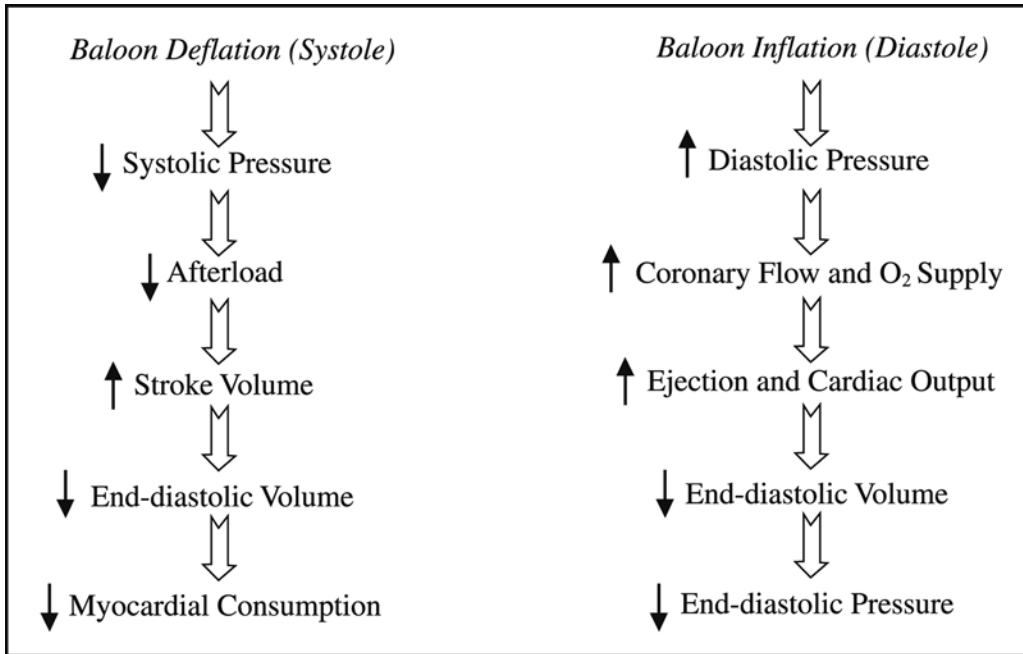 Baloon Deflation (Systole)
↓ Systolic Pressure
↓ Afterload
↑ Stroke Volume
↓ End-diastolic Volume
↓ Myocardial Consumption
Baloon Inflation (Diastole)
↑ Diastolic Pressure
↑ Coronary Flow and O₂ Supply
↑ Ejection and Cardiac Output
↓ End-diastolic Volume
↓ End-diastolic Pressure